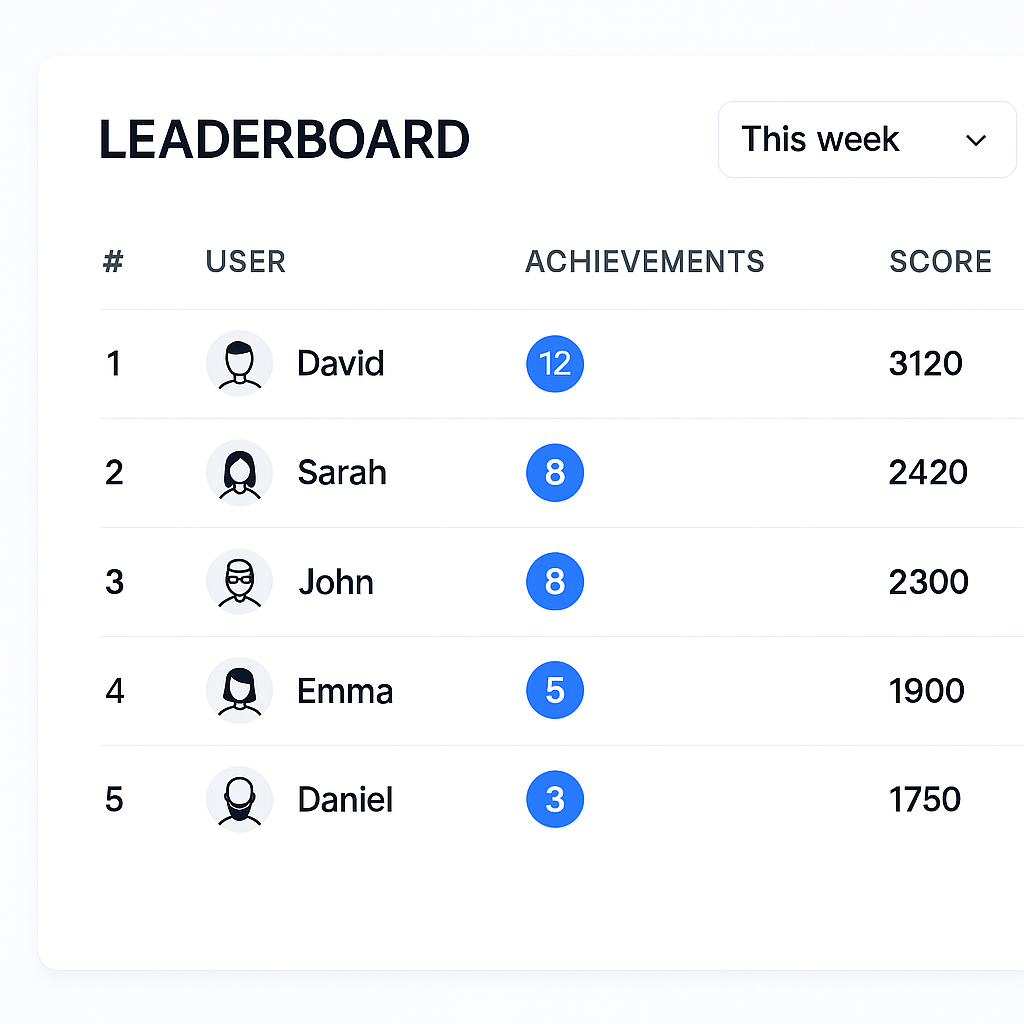 LEADERBOARD This week
# USER ACHIEVEMENTS SCORE
1 David 12 3120
2 Sarah 8 2420
3 John 8 2300
4 Emma 5 1900
5 Daniel 3 1750